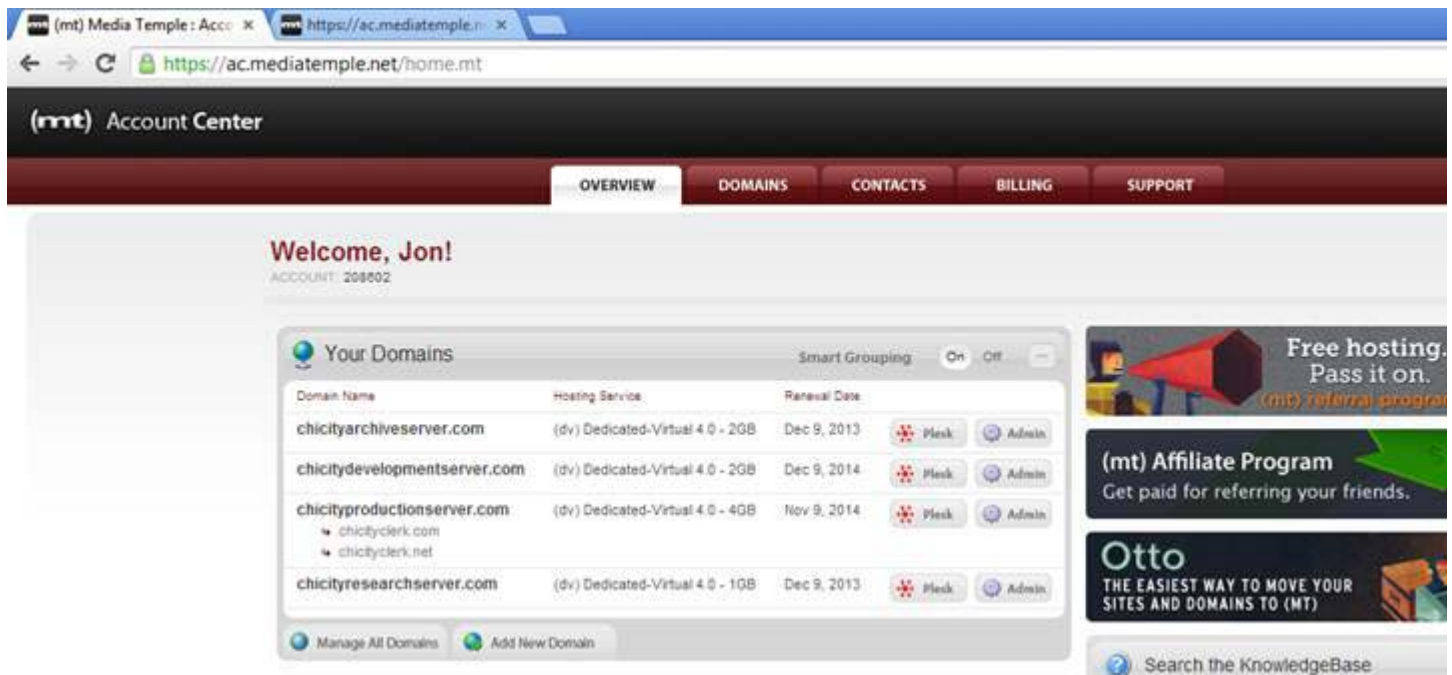 (mt) Media Temple : Acco
https://ac.mediatemple.n
https://ac.mediatemple.net/home.mt
(mt) Account Center
OVERVIEW DOMAINS CONTACTS BILLING SUPPORT
Welcome, Jon!
ACCOUNT: 208602
Your Domains Smart Grouping On Off
Domain Name Hosting Service Renewal Date
chicityarchiveserver.com (dv) Dedicated-Virtual 4.0 - 2GB Dec 9, 2013 Plesk Admin
chicitydevelopmentserver.com (dv) Dedicated-Virtual 4.0 - 2GB Dec 9, 2014 Plesk Admin
chicityproductionserver.com (dv) Dedicated-Virtual 4.0 - 4GB Nov 9, 2014 Plesk Admin
chicityclerk.com
chicityclerk.net
chicityresearchserver.com (dv) Dedicated-Virtual 4.0 - 1GB Dec 9, 2013 Plesk Admin
Manage All Domains Add New Domain
Free hosting.
Pass it on.
(mt) referral program
(mt) Affiliate Program
Get paid for referring your friends.
Otto
THE EASIEST WAY TO MOVE YOUR
SITES AND DOMAINS TO (MT)
Search the KnowledgeBase